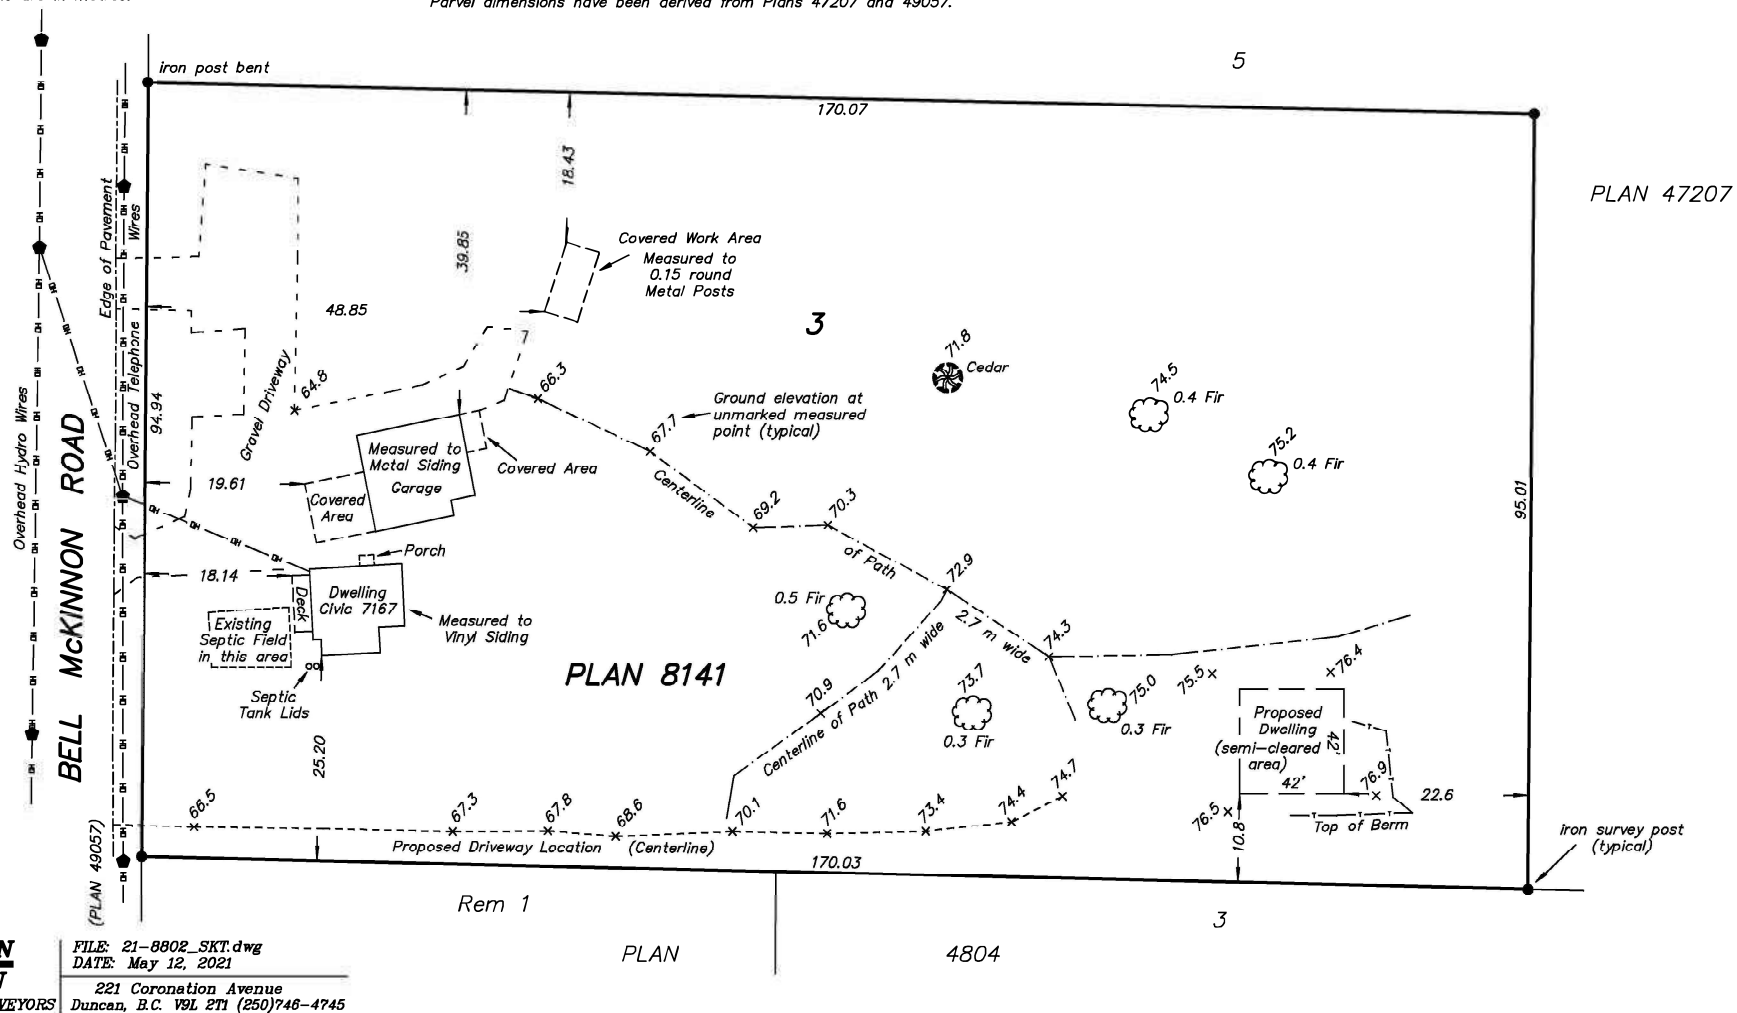 Parcel dimensions have been derived from Plans 47207 and 49057.
5
iron post bent
170.07
PLAN 47207
18.43
39.85
Edge of Pavement
Wires
Overhead Telephone
Covered Work Area
Measured to
0.15 round
Metal Posts
48.85
3
71.8
Cedar
74.5
0.4 Fir
75.2
0.4 Fir
64.8
66.3
Gravel Driveway
94.94
Ground elevation at
unmarked measured
point (typical)
67.7
Overhead Hydro Wires
BELL McKINNON ROAD
(PLAN 49057)
Measured to
Metal Siding
Garage
Covered Area
19.61
Covered
Area
Centerline
69.2
70.3
of Path
72.9
95.01
Porch
18.14
Deck
Dwelling
Civic 7167
Measured to
Vinyl Siding
Existing
Septic Field
in this area
Septic
Tank Lids
0.5 Fir
71.6
2.7 m wide
74.3
PLAN 8141
70.9
Centerline of Path 2.7 m wide
73.7
0.3 Fir
75.0
0.3 Fir
75.5
76.4
Proposed
Dwelling
(semi-cleared
area)
42'
42'
76.9
22.6
76.5
Top of Berm
10.8
25.20
66.5
67.3
67.8
68.6
70.1
71.6
73.4
74.4
74.7
Proposed Driveway Location (Centerline)
170.03
iron survey post
(typical)
Rem 1
3
PLAN 4804
FILE: 21-8802_SKT.dwg
DATE: May 12, 2021
221 Coronation Avenue
VEYORS Duncan, B.C. V9L 2T1 (250)746-4745